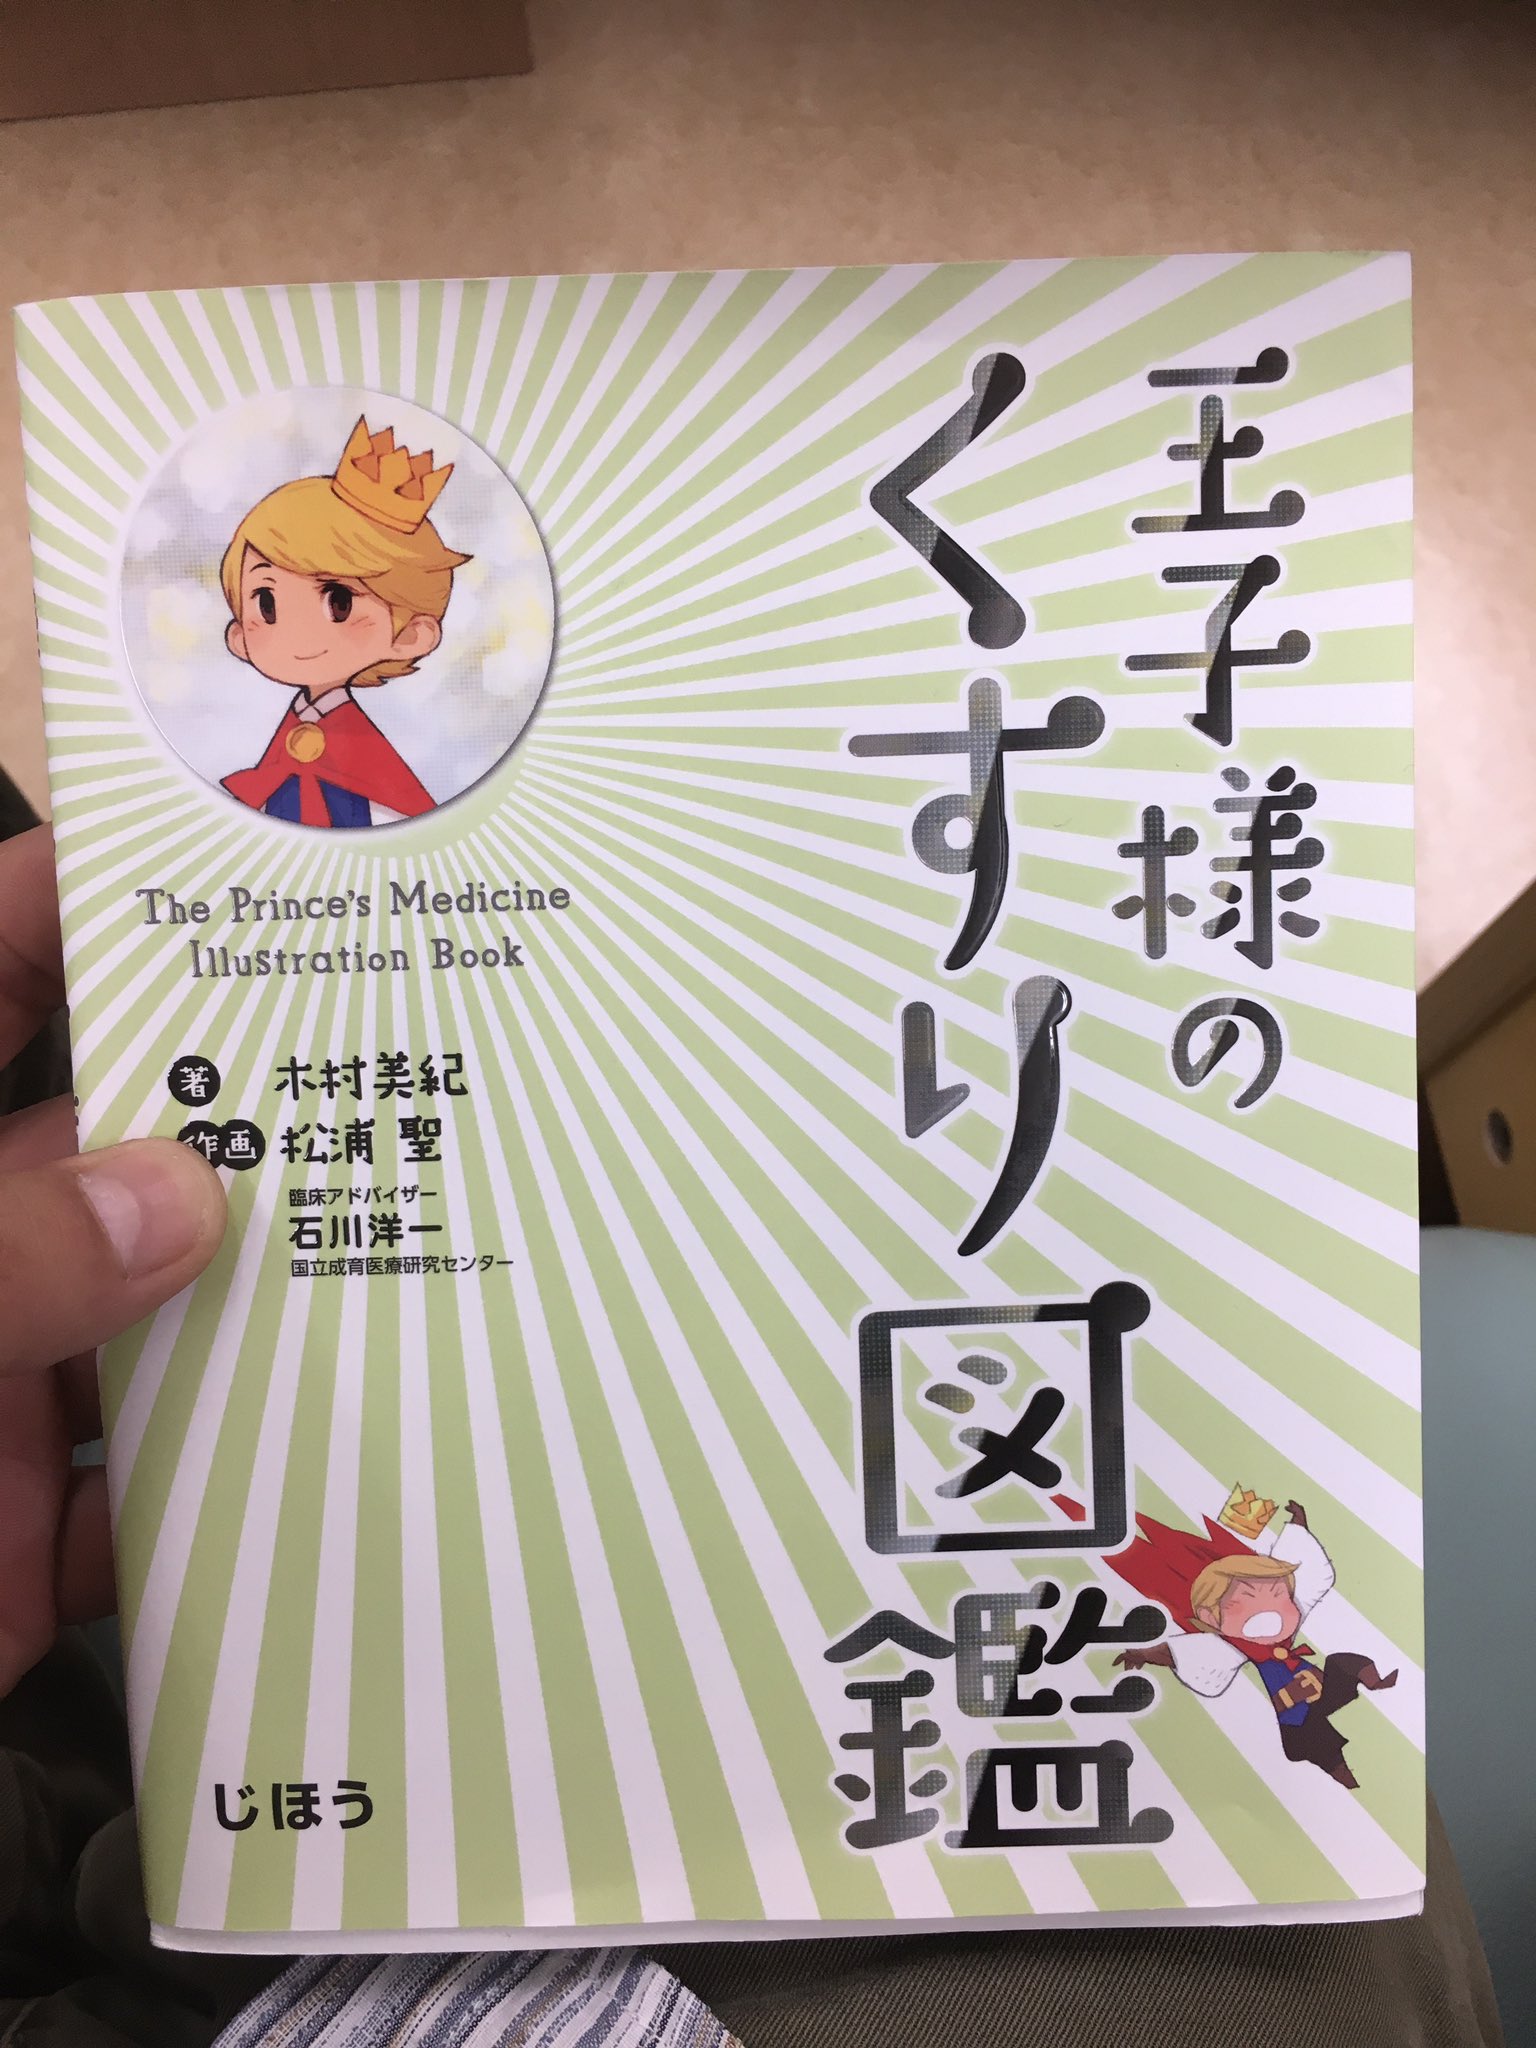 王子様の
くすり図鑑
The Prince's Medicine
Illustration Book
著 木村美紀
作画 松浦 聖
臨床アドバイザー
石川洋一
国立成育医療研究センター
じほう